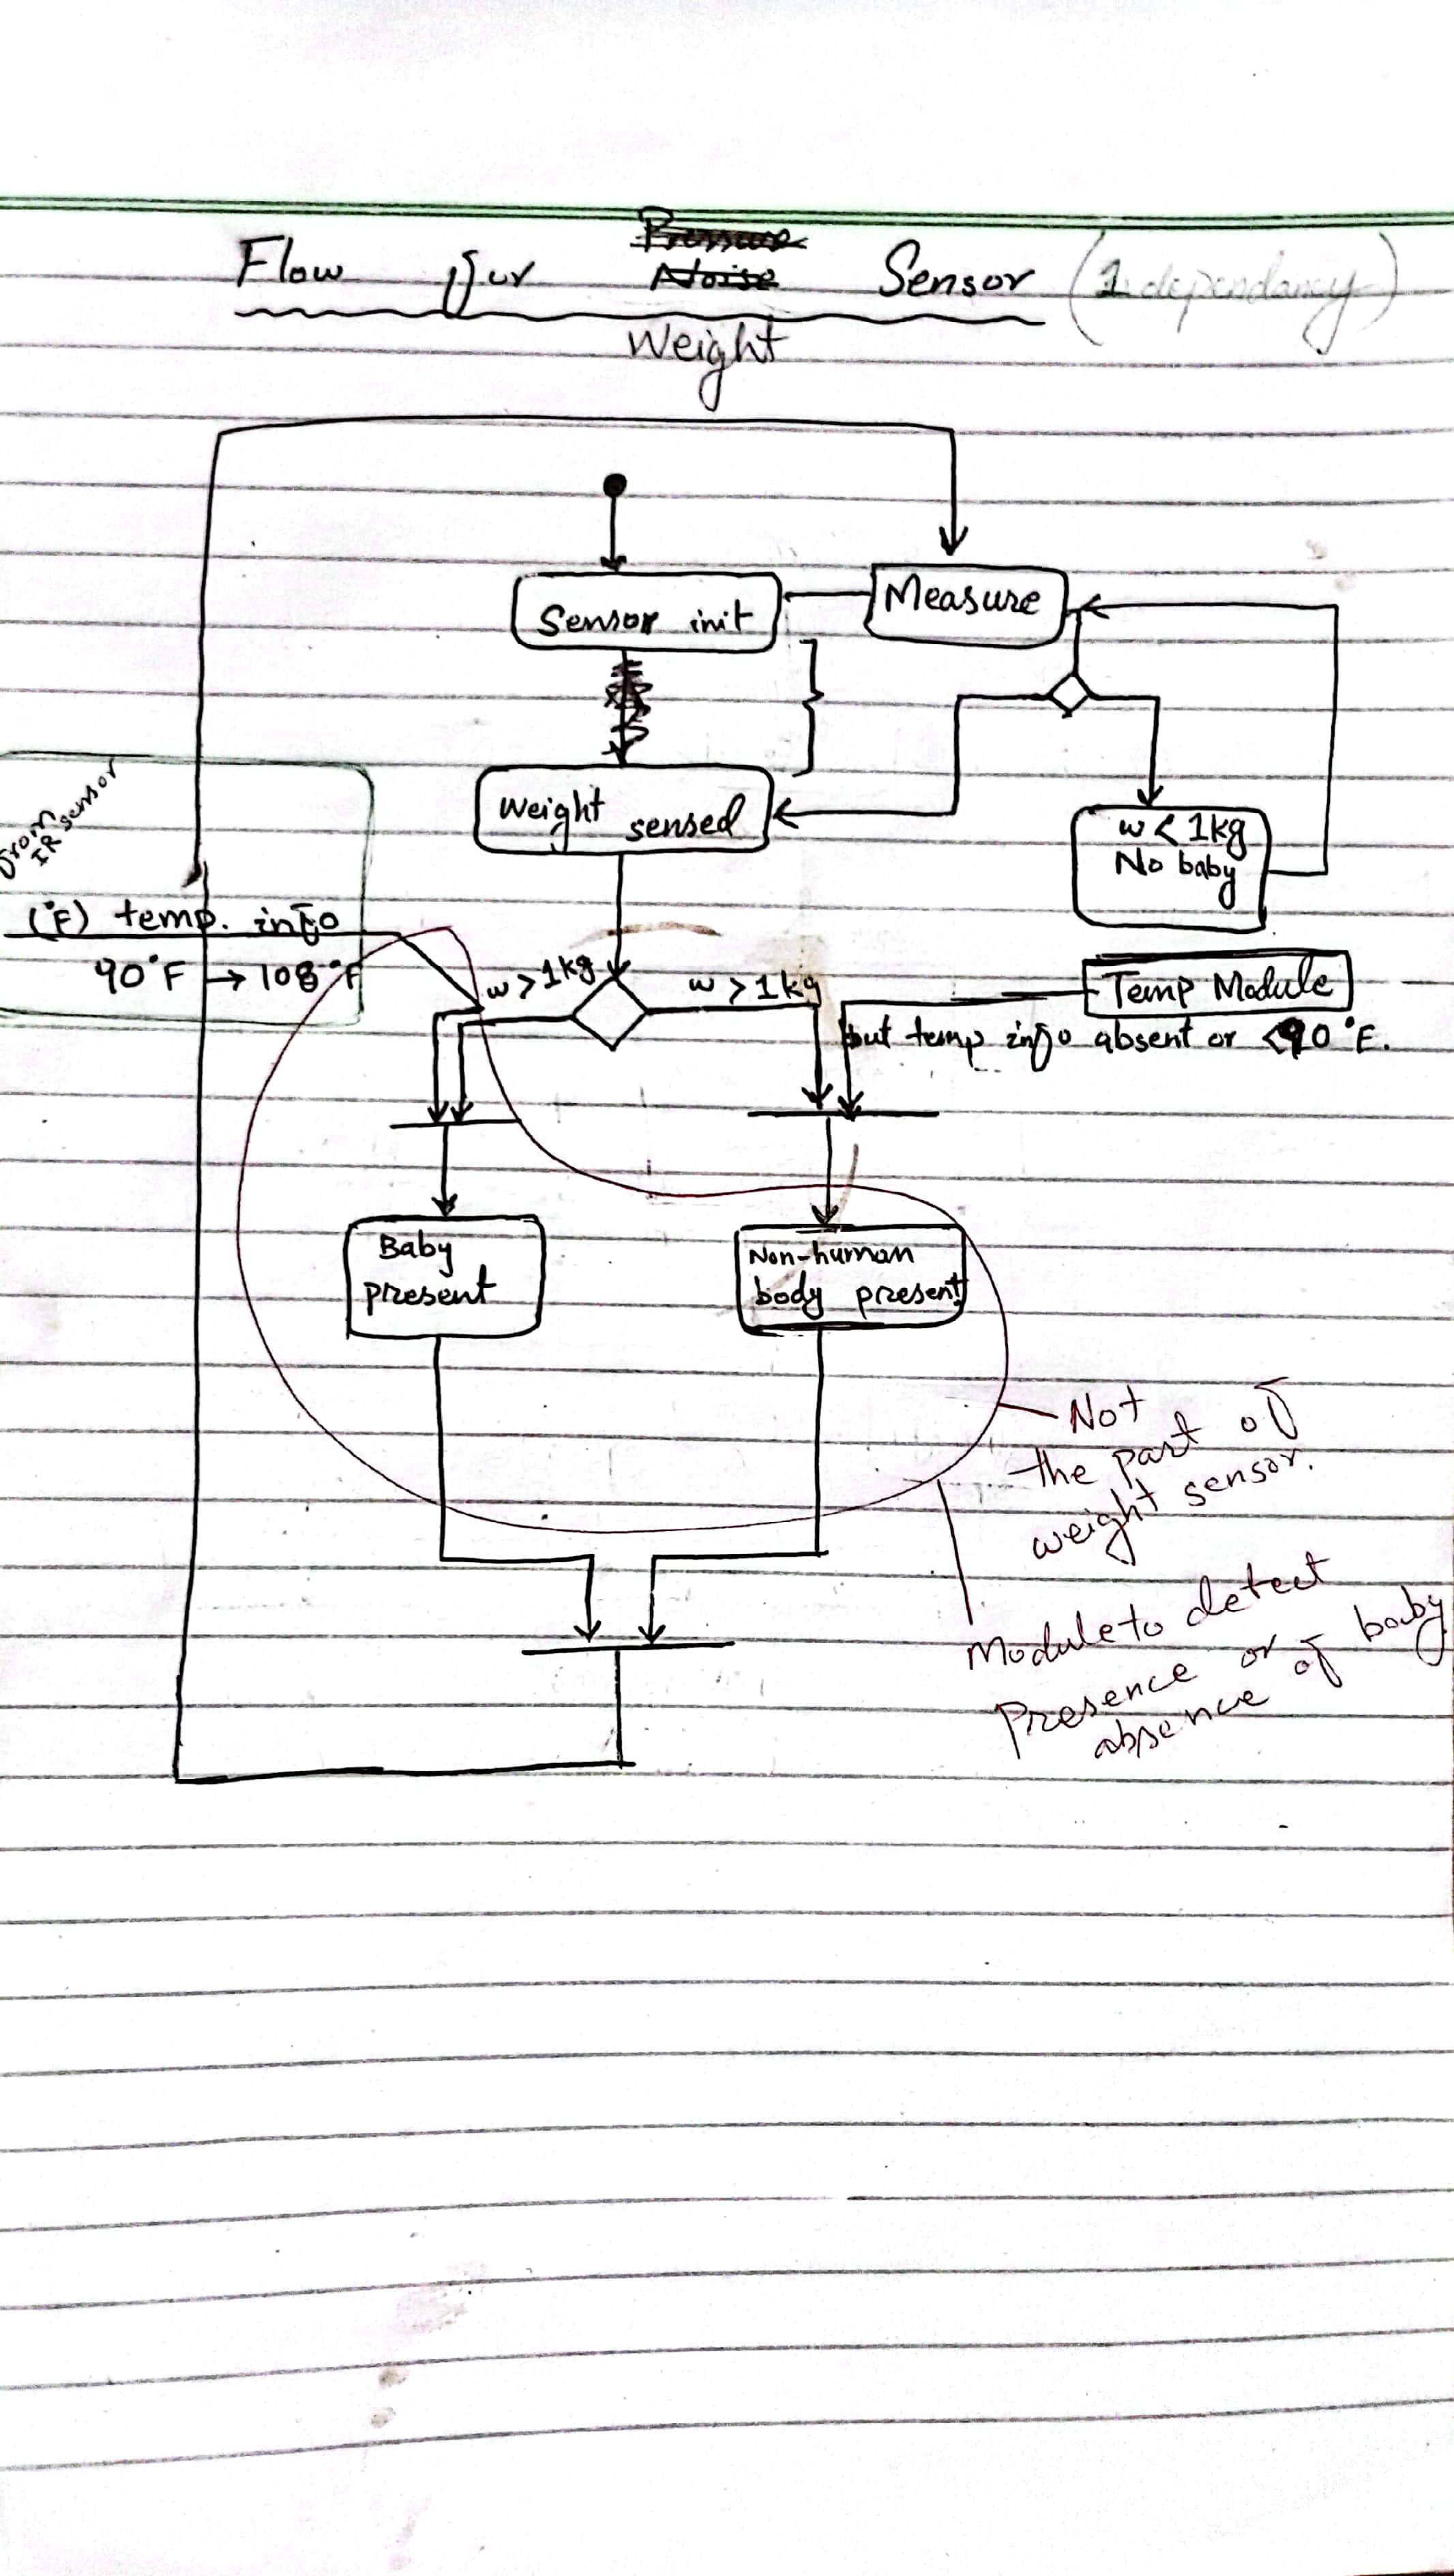 Flow for Pressure Noise Sensor (1 dependancy)
Weight
Sensor init
Measure
Weight sensed
w < 1kg
No baby
from
IR sensor
(°F) temp. info
90°F → 108°F
w > 1kg
w > 1kg
Temp Module
but temp info absent or <90°F.
Baby
present
Non-human
body present
Not
the part of
weight sensor.
Module to detect
Presence or
absence of baby